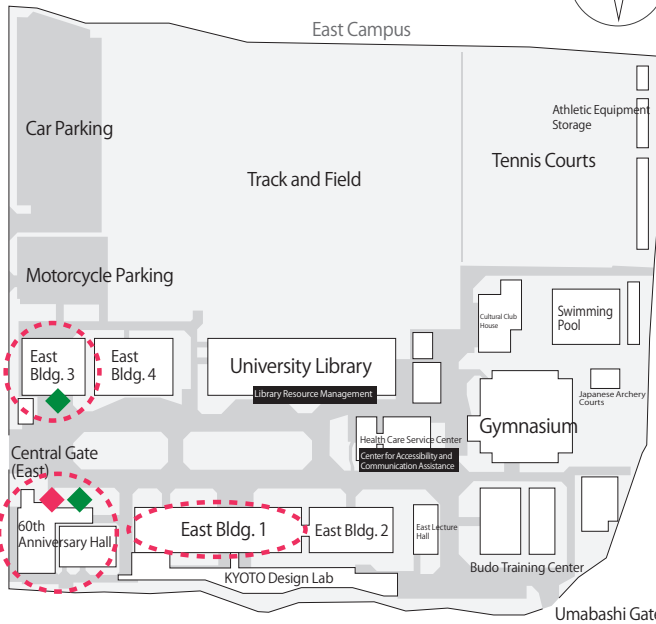 East Campus
Car Parking
Athletic Equipment
Storage
Tennis Courts
Track and Field
Motorcycle Parking
Cultural Club
House
Swimming
Pool
East
Bldg. 3
East
Bldg. 4
University Library
Library Resource Management
Japanese Archery
Courts
Gymnasium
Health Care Service Center
Center for Accessibility and
Communication Assistance
Central Gate
(East)
60th
Anniversary Hall
East Bldg. 1
East Bldg. 2
East Lecture
Hall
Budo Training Center
KYOTO Design Lab
Umabashi Gate